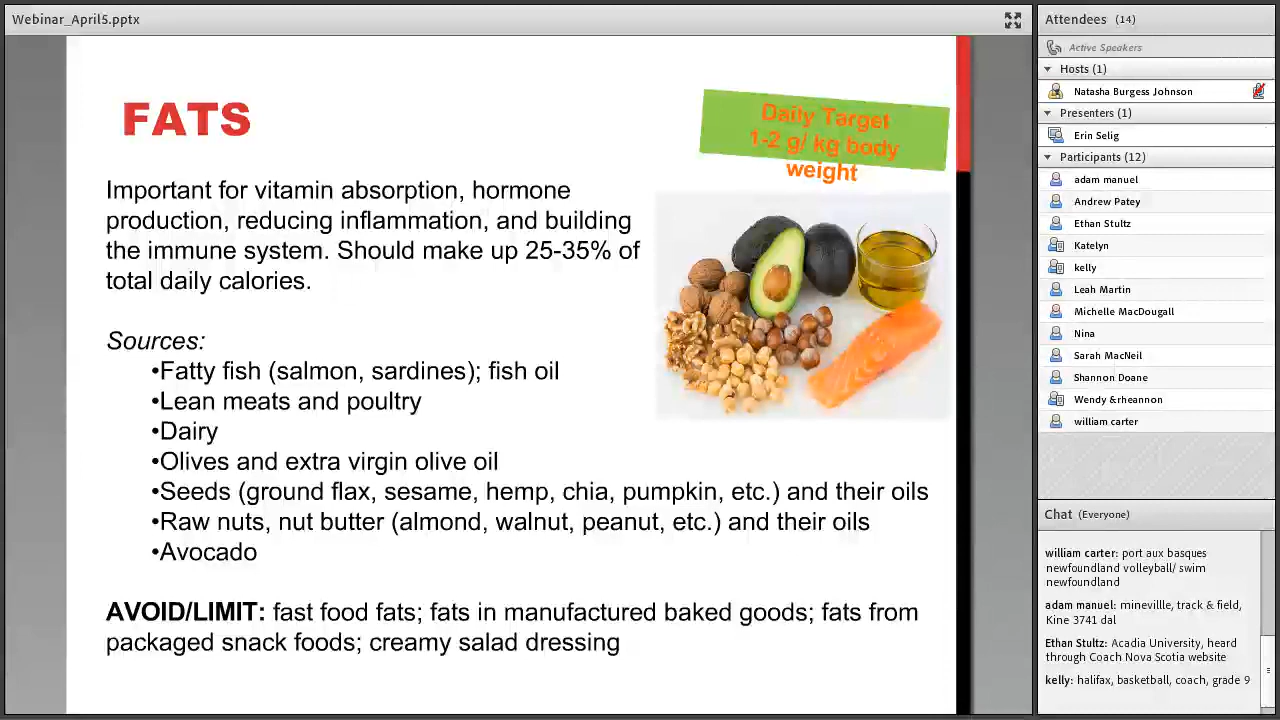 Webinar_April5.pptx
FATS
Daily Target
1-2 g/ kg body
weight
Important for vitamin absorption, hormone
production, reducing inflammation, and building
the immune system. Should make up 25-35% of
total daily calories.
Sources:
•Fatty fish (salmon, sardines); fish oil
•Lean meats and poultry
•Dairy
•Olives and extra virgin olive oil
•Seeds (ground flax, sesame, hemp, chia, pumpkin, etc.) and their oils
•Raw nuts, nut butter (almond, walnut, peanut, etc.) and their oils
•Avocado
AVOID/LIMIT: fast food fats; fats in manufactured baked goods; fats from
packaged snack foods; creamy salad dressing
Attendees (14)
Active Speakers
Hosts (1)
Natasha Burgess Johnson
Presenters (1)
Erin Selig
Participants (12)
adam manuel
Andrew Patey
Ethan Stultz
Katelyn
kelly
Leah Martin
Michelle MacDougall
Nina
Sarah MacNeil
Shannon Doane
Wendy &rheannon
william carter
Chat (Everyone)
william carter: port aux basques
newfoundland volleyball/ swim
newfoundland
adam manuel: minevillle, track & field,
Kine 3741 dal
Ethan Stultz: Acadia University, heard
through Coach Nova Scotia website
kelly: halifax, basketball, coach, grade 9